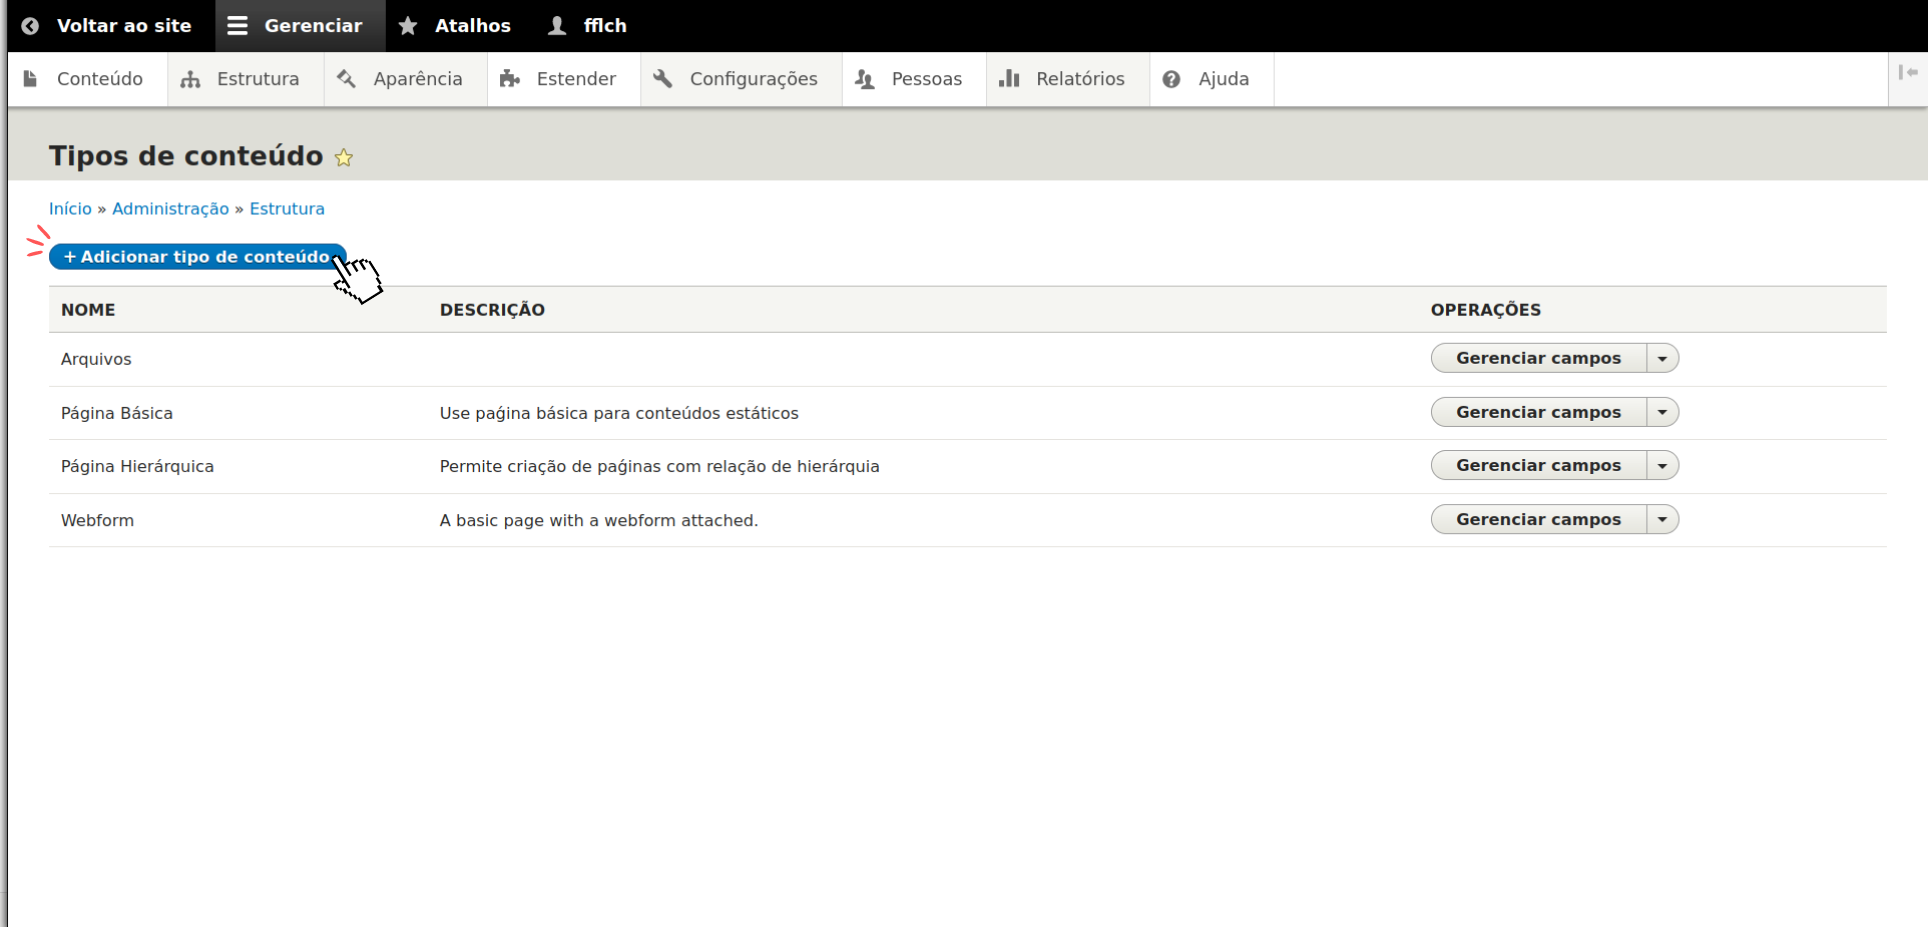 Voltar ao site Gerenciar Atalhos fflch
Conteúdo Estrutura Aparência Estender Configurações Pessoas Relatórios Ajuda
Tipos de conteúdo
Início » Administração » Estrutura
+ Adicionar tipo de conteúdo
NOME DESCRIÇÃO OPERAÇÕES
Arquivos Gerenciar campos
Página Básica Use paǵina básica para conteúdos estáticos Gerenciar campos
Página Hierárquica Permite criação de paǵinas com relação de hierárquia Gerenciar campos
Webform A basic page with a webform attached. Gerenciar campos